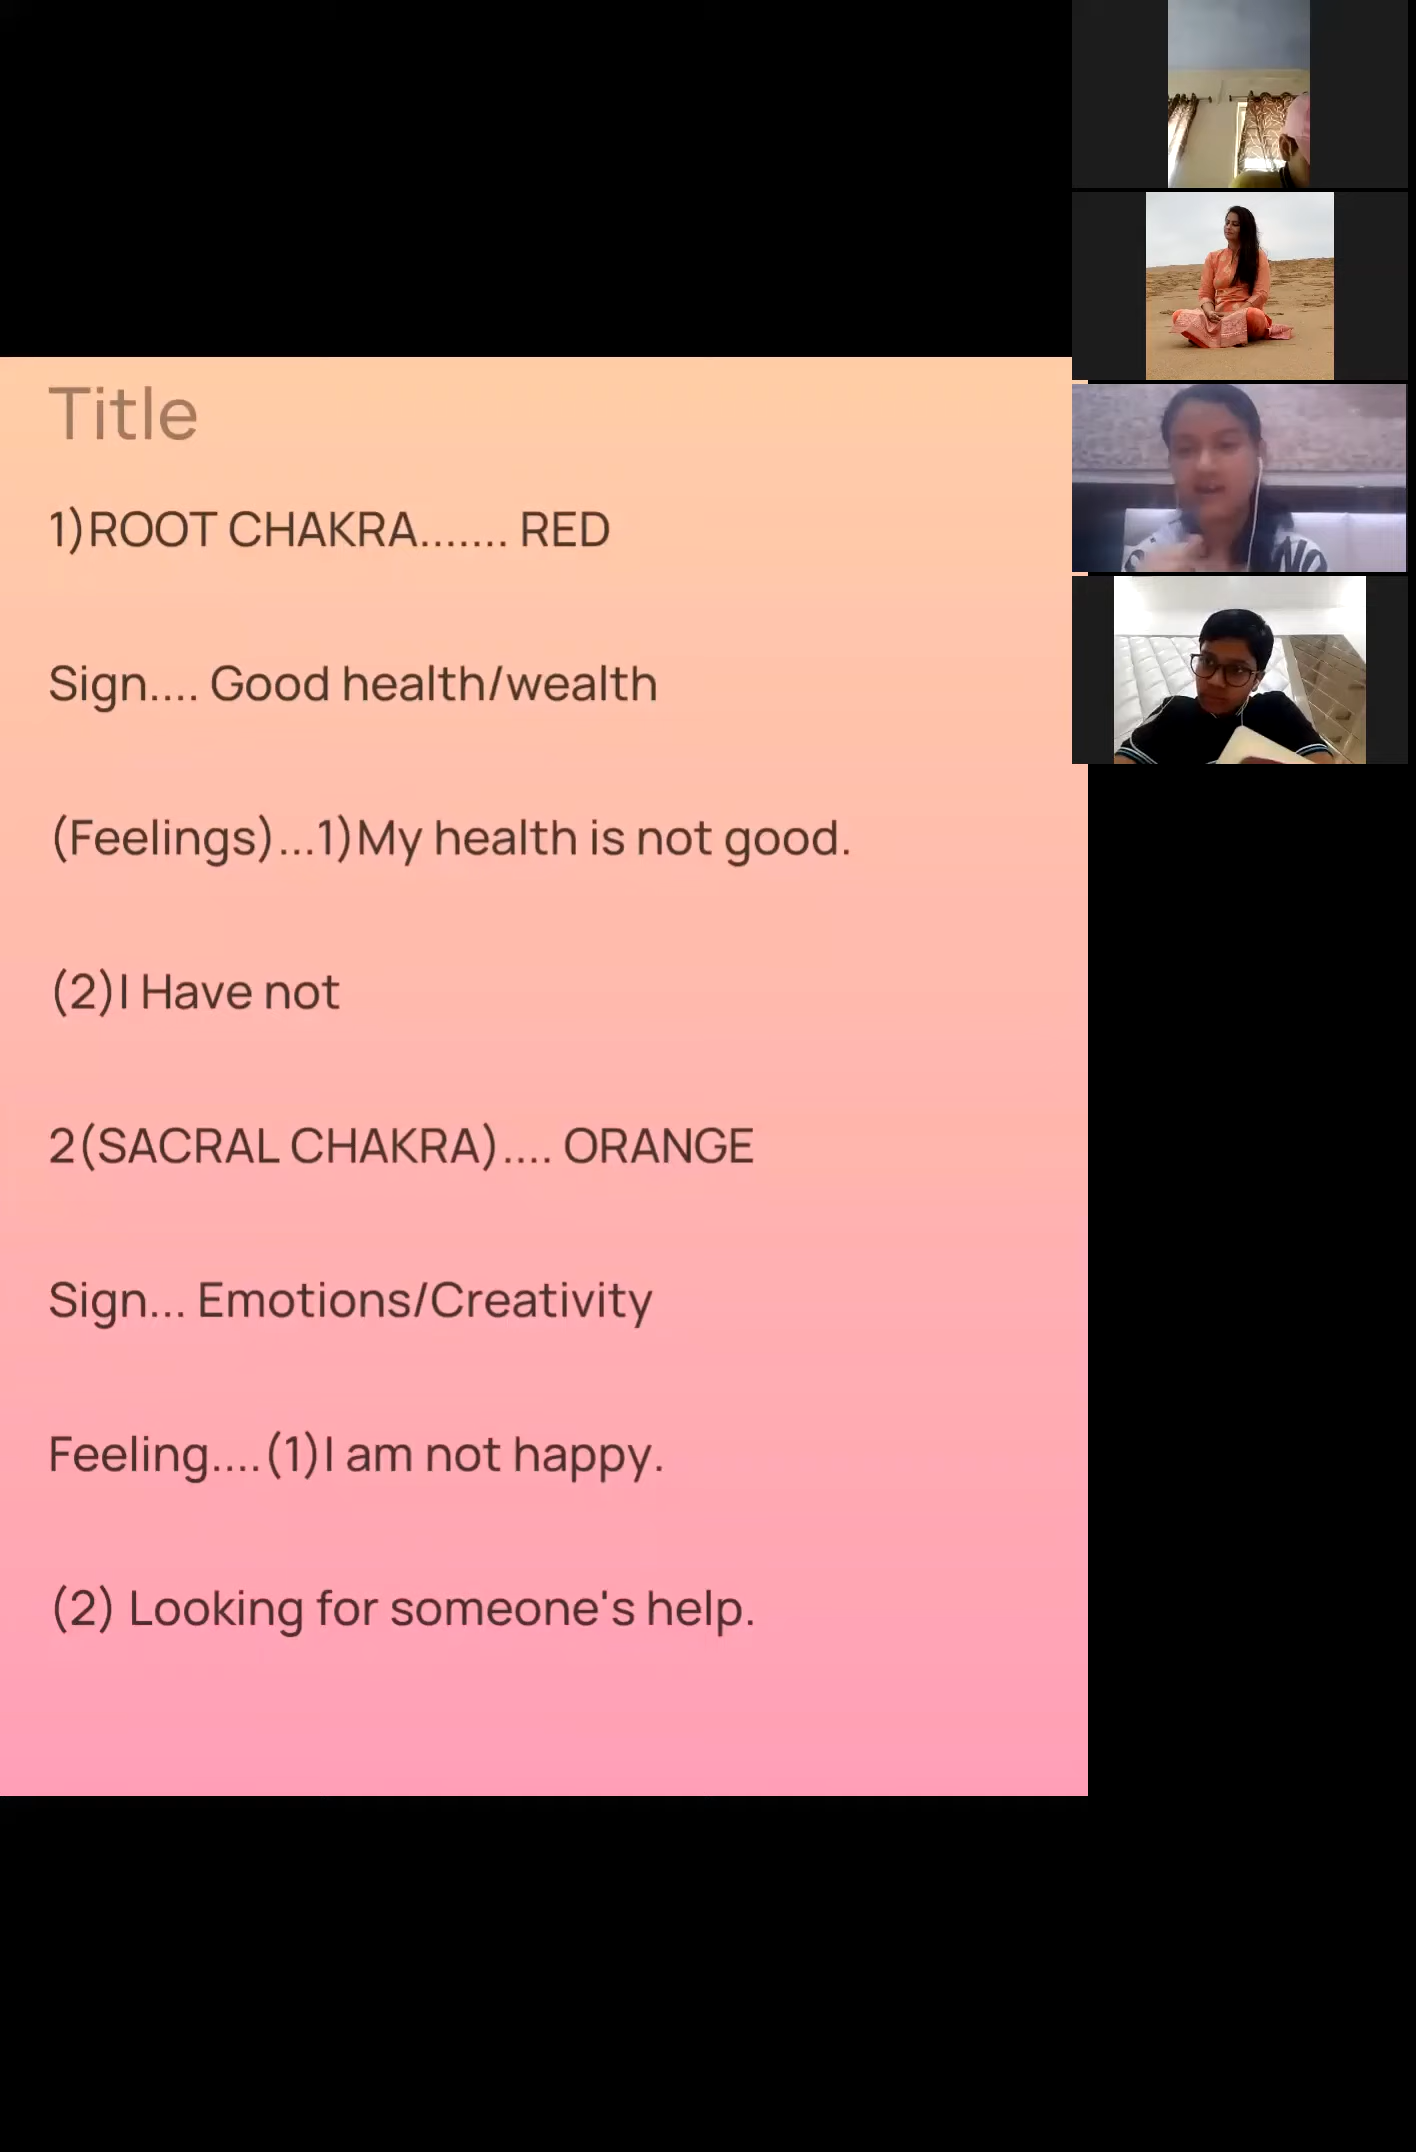 Title
1)ROOT CHAKRA....... RED
Sign.... Good health/wealth
(Feelings)...1)My health is not good.
(2)I Have not
2(SACRAL CHAKRA).... ORANGE
Sign... Emotions/Creativity
Feeling....(1)I am not happy.
(2) Looking for someone's help.